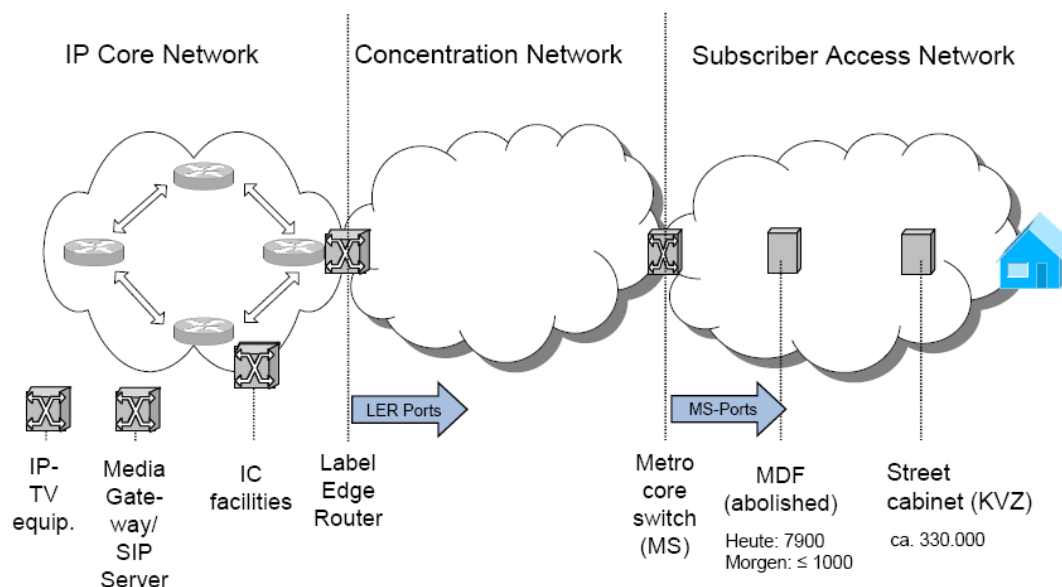 IP Core Network
Concentration Network
Subscriber Access Network
LER Ports
MS-Ports
IP-
TV
equip.
Media
Gate-
way/
SIP
Server
IC
facilities
Label
Edge
Router
Metro
core
switch
(MS)
MDF
(abolished)
Heute: 7900
Morgen: ≤ 1000
Street
cabinet (KVZ)
ca. 330.000